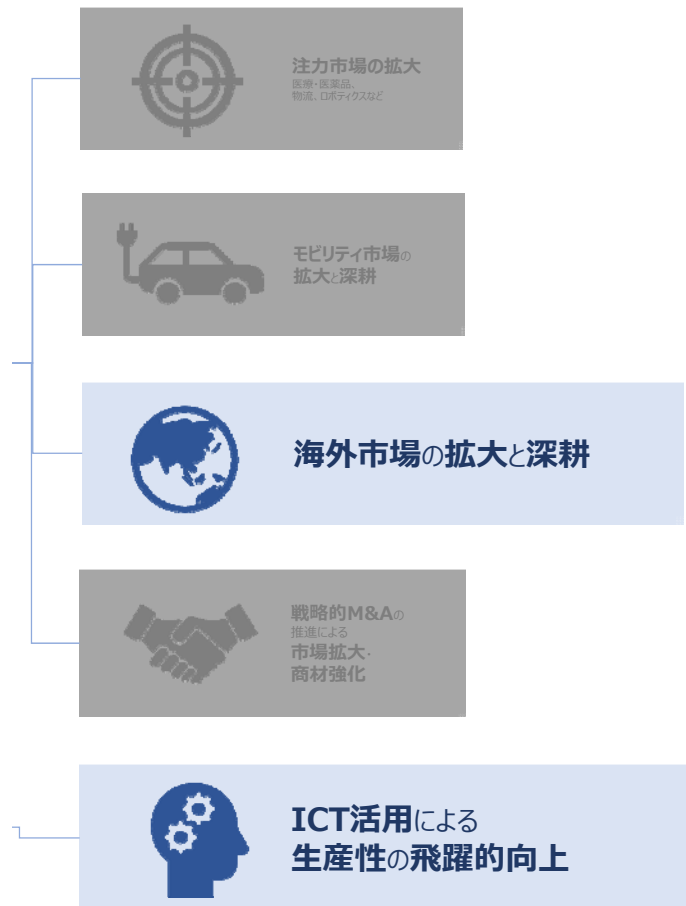 注力市場の拡大
医療・医薬品、
物流、ロボティクスなど
モビリティ市場の
拡大と深耕
海外市場の拡大と深耕
戦略的M&Aの
推進による
市場拡大・
商材強化
ICT活用による
生産性の飛躍的向上